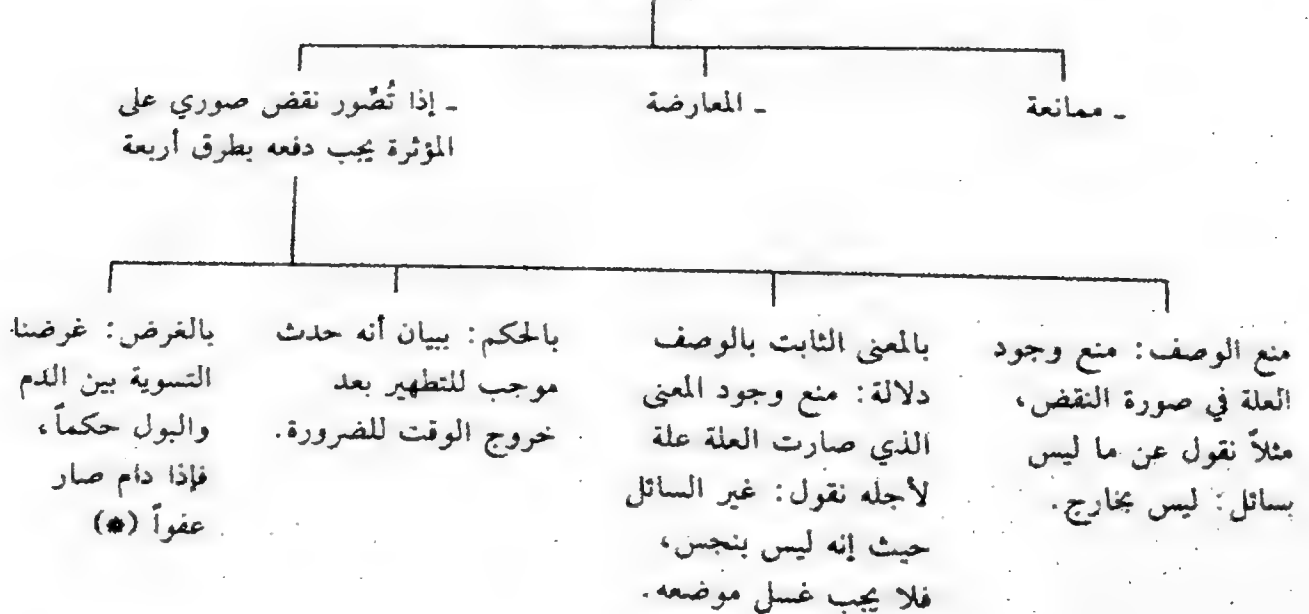 ـ ممانعة
ـ المعارضة
ـ إذا تُصّور نقض صوري على
المؤثرة يجب دفعه بطرق أربعة
منع الوصف: منع وجود
العلة في صورة النقض،
مثلاً نقول عن ما ليس
بسائل: ليس بخارج.
بالمعنى الثابت بالوصف
دلالة: منع وجود المعنى
الذي صارت العلة علة
لأجله نقول: غير السائل
حيث إنه ليس بنجس،
فلا يجب غسل موضعه.
بالحكم: ببيان أنه حدث
موجب للتطهير بعد
خروج الوقت للضرورة.
بالغرض: غرضنا
التسوية بين الدم
والبول حكماً،
فإذا دام صار
عفواً (*)